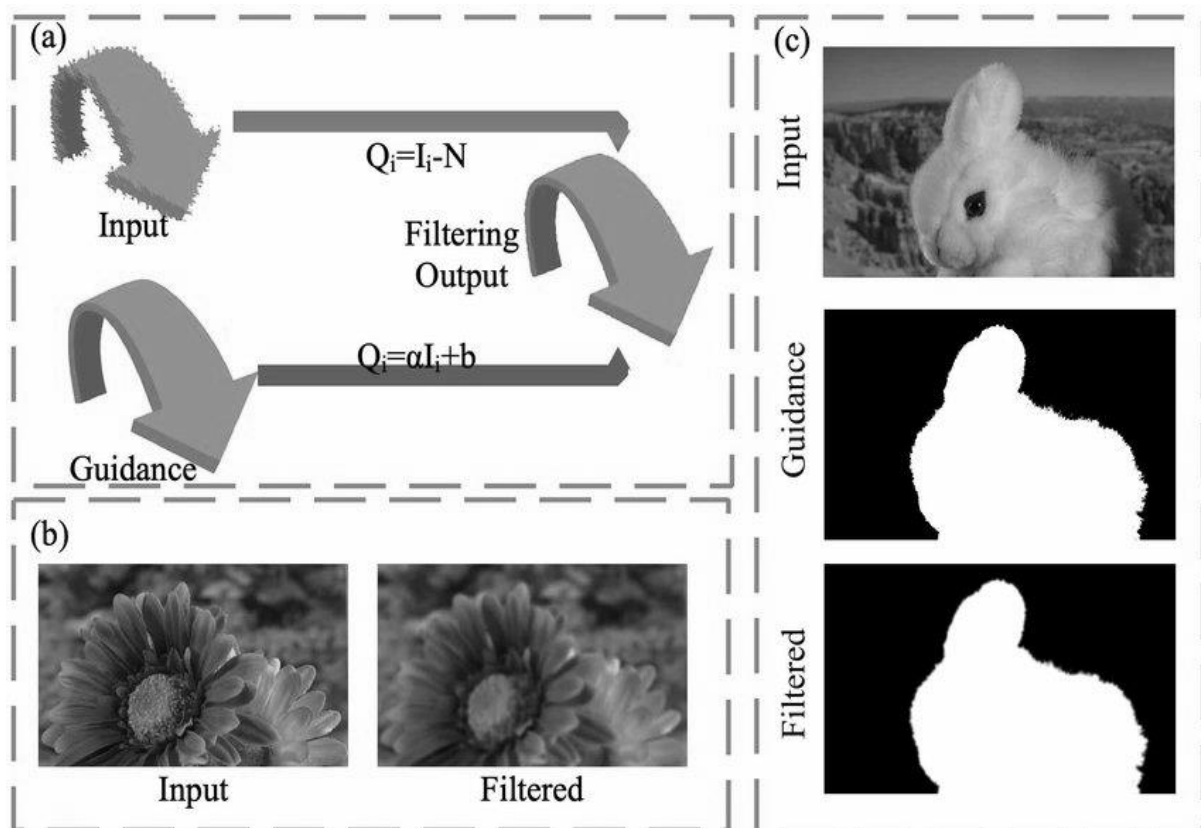 (a)
Input
Qᵢ=Iᵢ-N
Filtering
Output
Qᵢ=αIᵢ+b
Guidance
(b)
Input
Filtered
(c)
Input
Guidance
Filtered